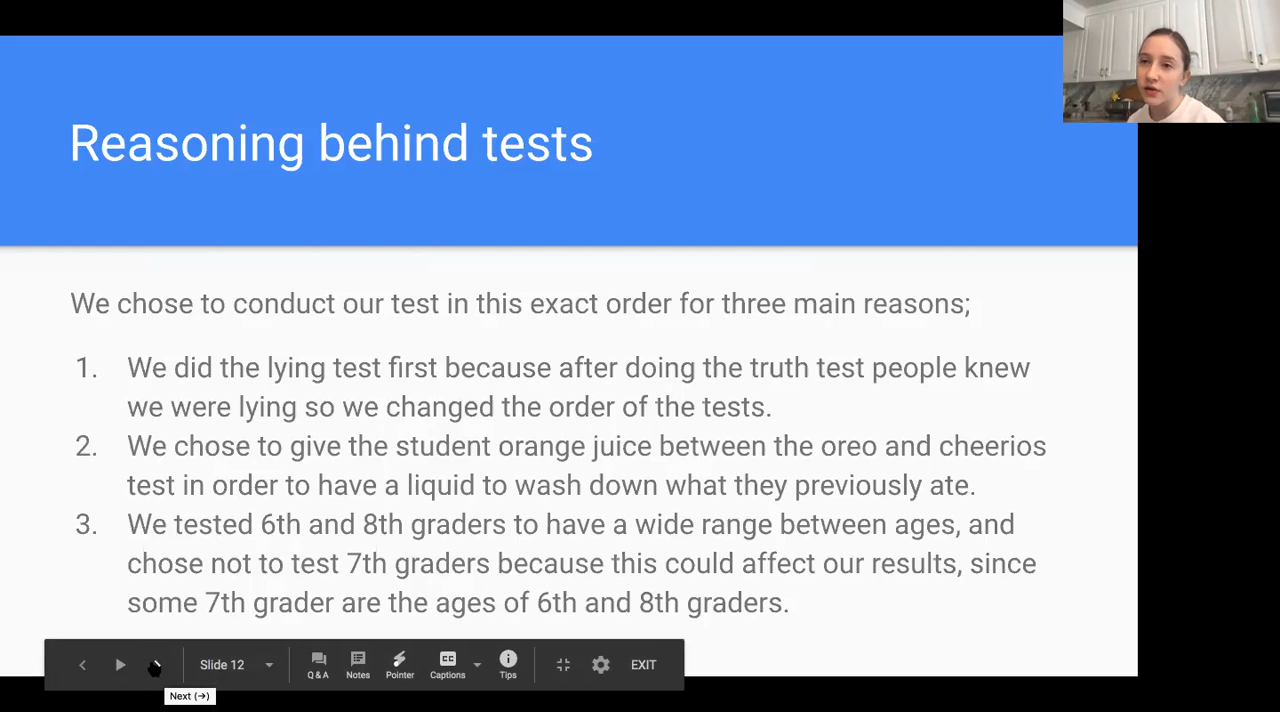 Reasoning behind tests
We chose to conduct our test in this exact order for three main reasons;
1. We did the lying test first because after doing the truth test people knew
we were lying so we changed the order of the tests.
2. We chose to give the student orange juice between the oreo and cheerios
test in order to have a liquid to wash down what they previously ate.
3. We tested 6th and 8th graders to have a wide range between ages, and
chose not to test 7th graders because this could affect our results, since
some 7th grader are the ages of 6th and 8th graders.
Slide 12 Q & A Notes Pointer CC Captions Tips EXIT
Next (→)